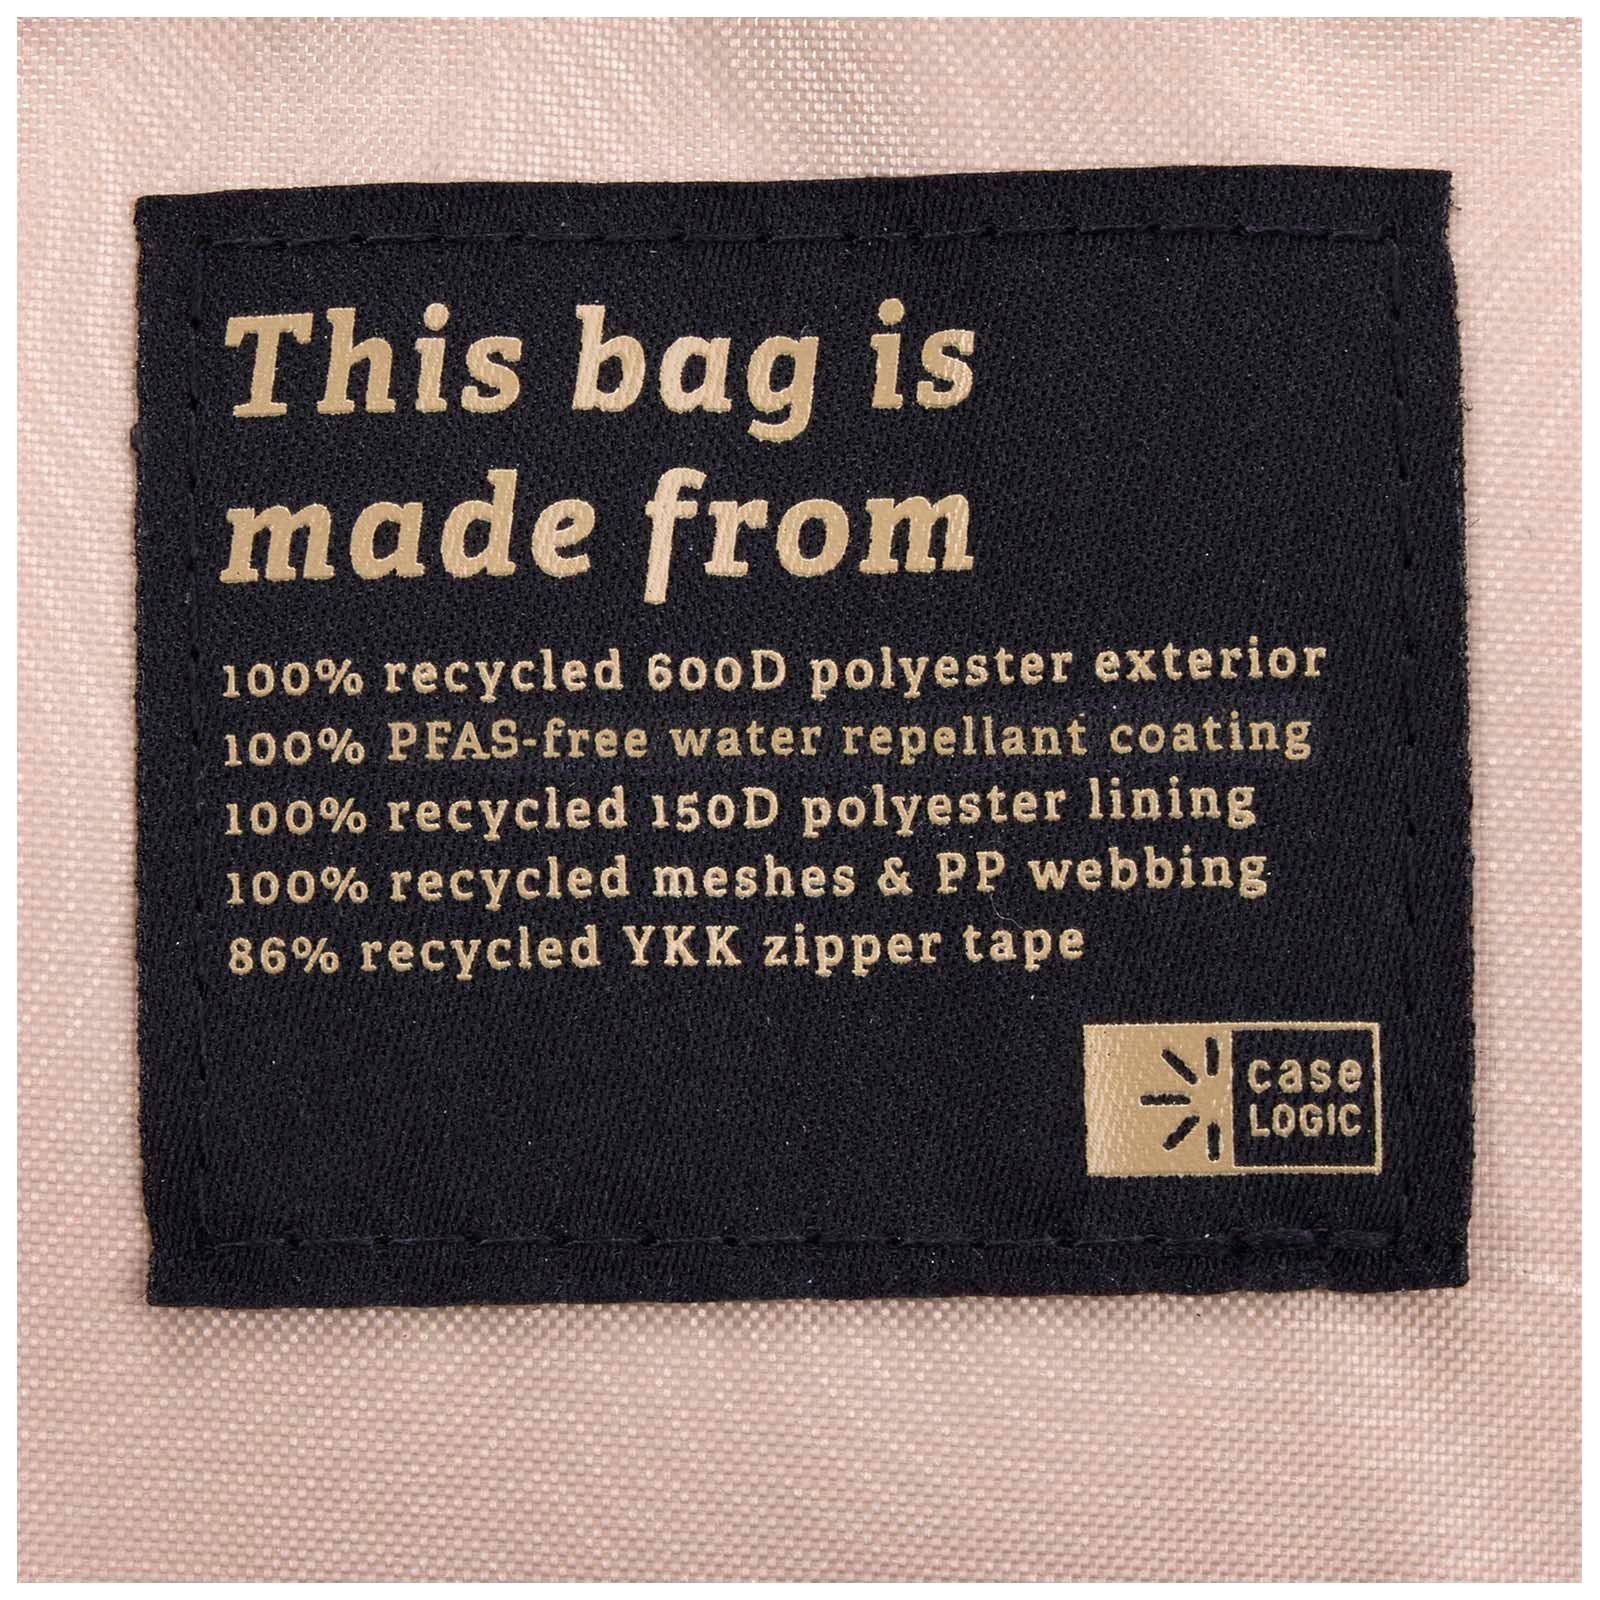 This bag is
made from
100% recycled 600D polyester exterior
100% PFAS-free water repellant coating
100% recycled 150D polyester lining
100% recycled meshes & PP webbing
86% recycled YKK zipper tape
case
LOGIC